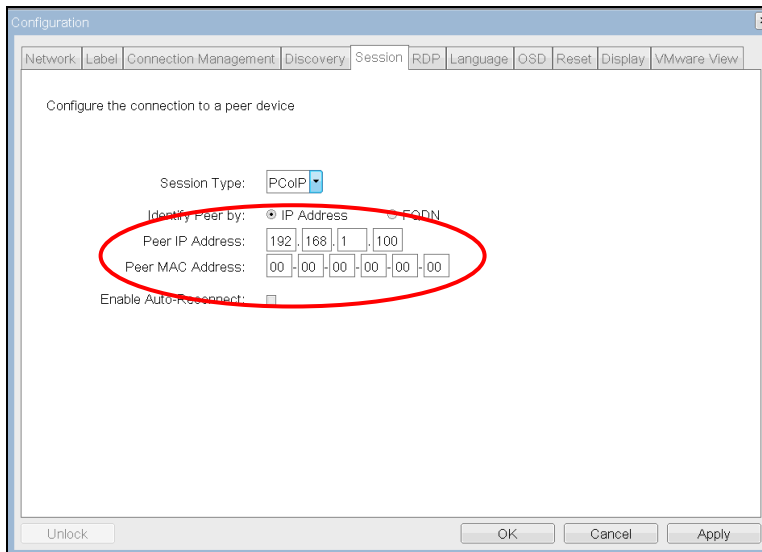 Configuration
Network Label Connection Management Discovery Session RDP Language OSD Reset Display VMware View
Configure the connection to a peer device
Session Type: PCoIP
Identify Peer by: IP Address FQDN
Peer IP Address: 192 . 168 . 1 . 100
Peer MAC Address: 00 - 00 - 00 - 00 - 00 - 00
Enable Auto-Reconnect:
Unlock OK Cancel Apply